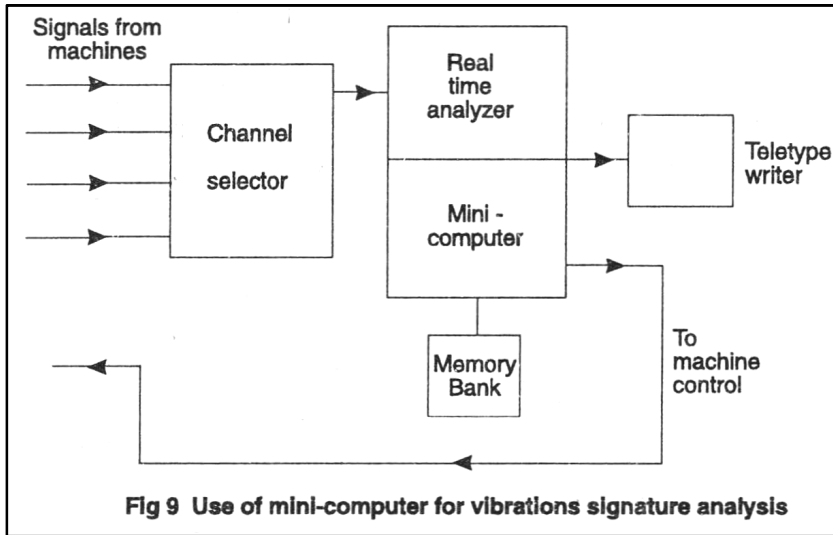 Signals from
machines
Channel
selector
Real
time
analyzer
Mini -
computer
Teletype
writer
Memory
Bank
To
machine
control
Fig 9 Use of mini-computer for vibrations signature analysis